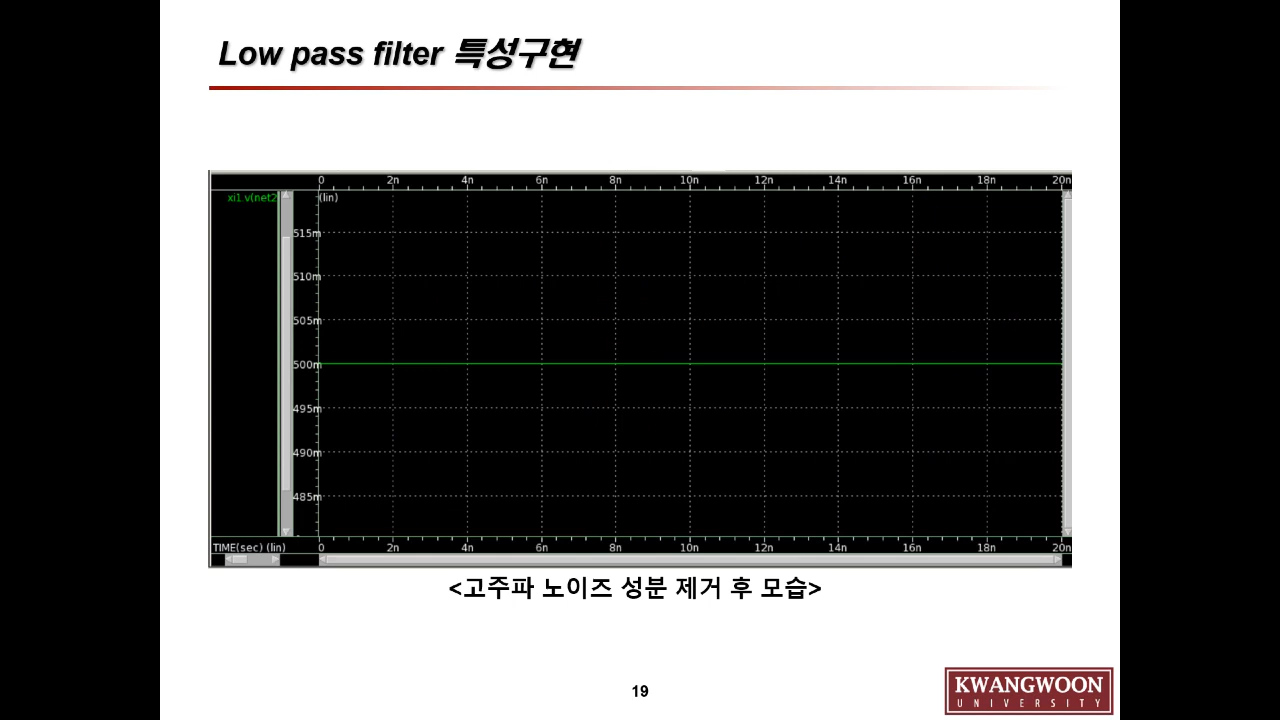 Low pass filter 특성구현
0 2n 4n 6n 8n 10n 12n 14n 16n 18n 20n
xi1.v(net2
(lin)
515m
510m
505m
500m
495m
490m
485m
TIME(sec) (lin) 0 2n 4n 6n 8n 10n 12n 14n 16n 18n 20n
<고주파 노이즈 성분 제거 후 모습>
19
KWANGWOON
UNIVERSITY